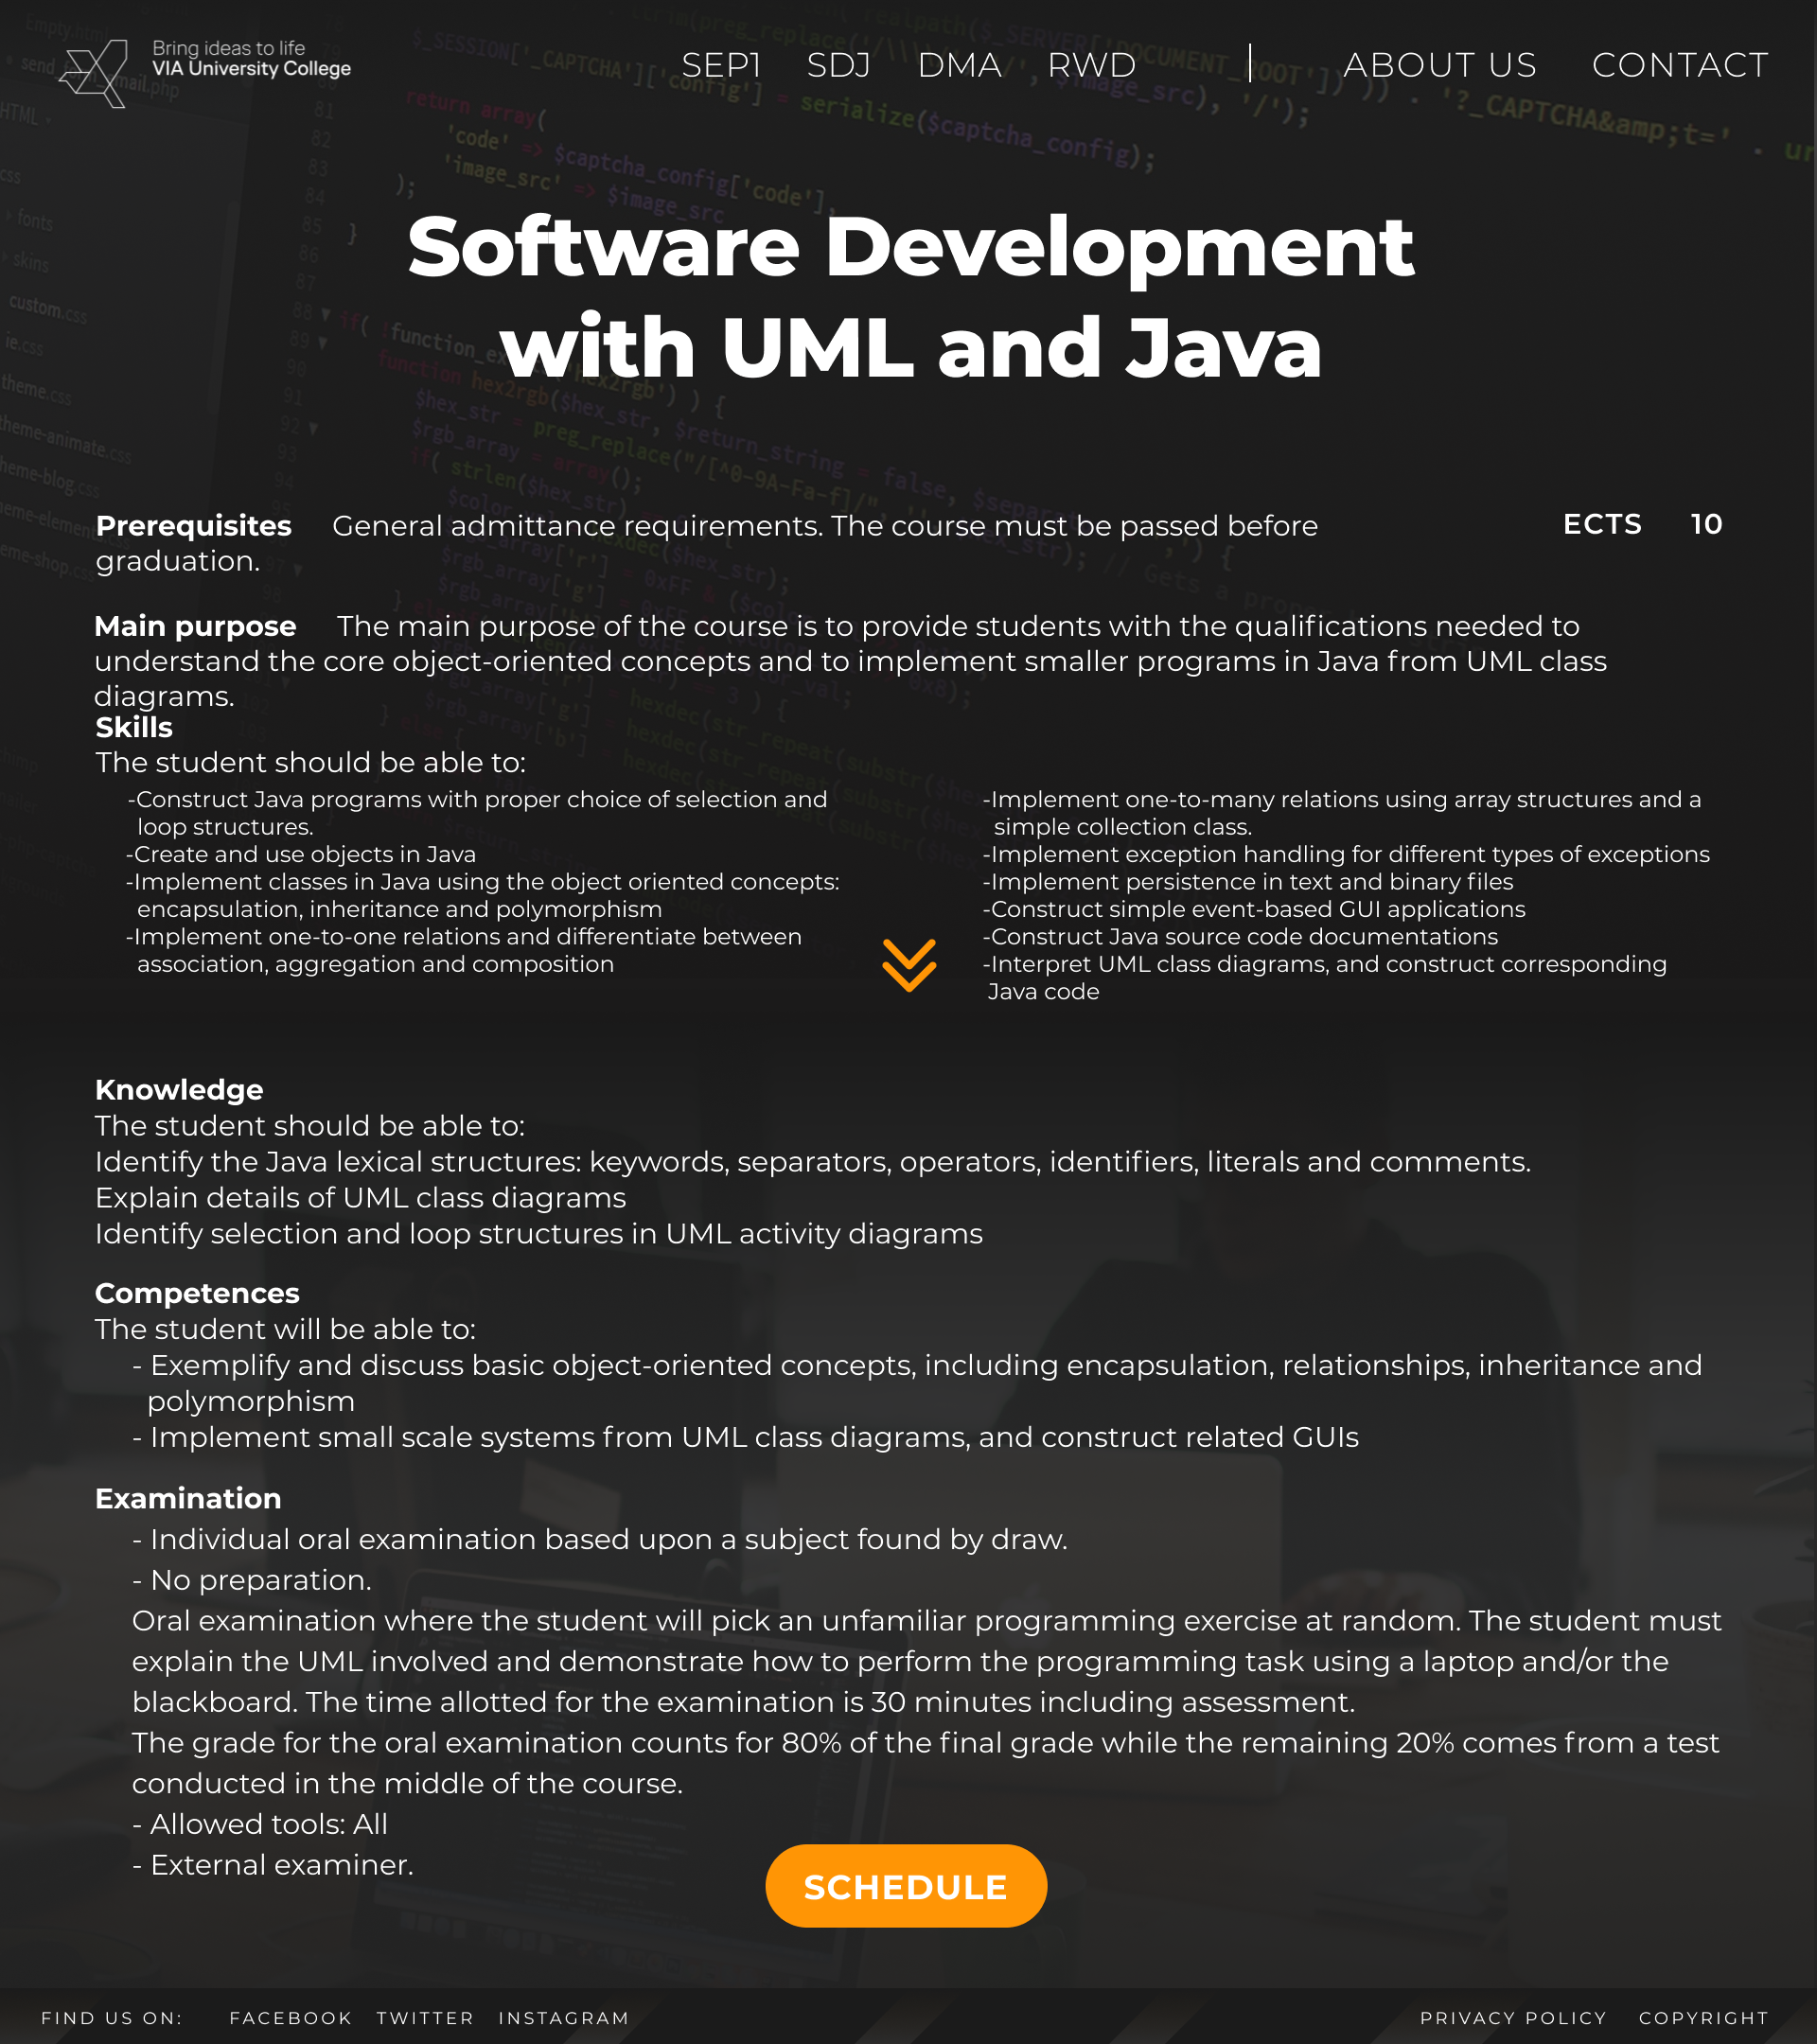 Bring ideas to life
VIA University College
SEP1 SDJ DMA RWD | ABOUT US CONTACT
Software Development
with UML and Java
Prerequisites General admittance requirements. The course must be passed before
graduation.
ECTS 10
Main purpose The main purpose of the course is to provide students with the qualifications needed to
understand the core object-oriented concepts and to implement smaller programs in Java from UML class
diagrams.
Skills
The student should be able to:
-Construct Java programs with proper choice of selection and
loop structures.
-Create and use objects in Java
-Implement classes in Java using the object oriented concepts:
encapsulation, inheritance and polymorphism
-Implement one-to-one relations and differentiate between
association, aggregation and composition
-Implement one-to-many relations using array structures and a
simple collection class.
-Implement exception handling for different types of exceptions
-Implement persistence in text and binary files
-Construct simple event-based GUI applications
-Construct Java source code documentations
-Interpret UML class diagrams, and construct corresponding
Java code
Knowledge
The student should be able to:
Identify the Java lexical structures: keywords, separators, operators, identifiers, literals and comments.
Explain details of UML class diagrams
Identify selection and loop structures in UML activity diagrams
Competences
The student will be able to:
- Exemplify and discuss basic object-oriented concepts, including encapsulation, relationships, inheritance and
polymorphism
- Implement small scale systems from UML class diagrams, and construct related GUIs
Examination
- Individual oral examination based upon a subject found by draw.
- No preparation.
Oral examination where the student will pick an unfamiliar programming exercise at random. The student must
explain the UML involved and demonstrate how to perform the programming task using a laptop and/or the
blackboard. The time allotted for the examination is 30 minutes including assessment.
The grade for the oral examination counts for 80% of the final grade while the remaining 20% comes from a test
conducted in the middle of the course.
- Allowed tools: All
- External examiner.
SCHEDULE
FIND US ON: FACEBOOK TWITTER INSTAGRAM
PRIVACY POLICY COPYRIGHT